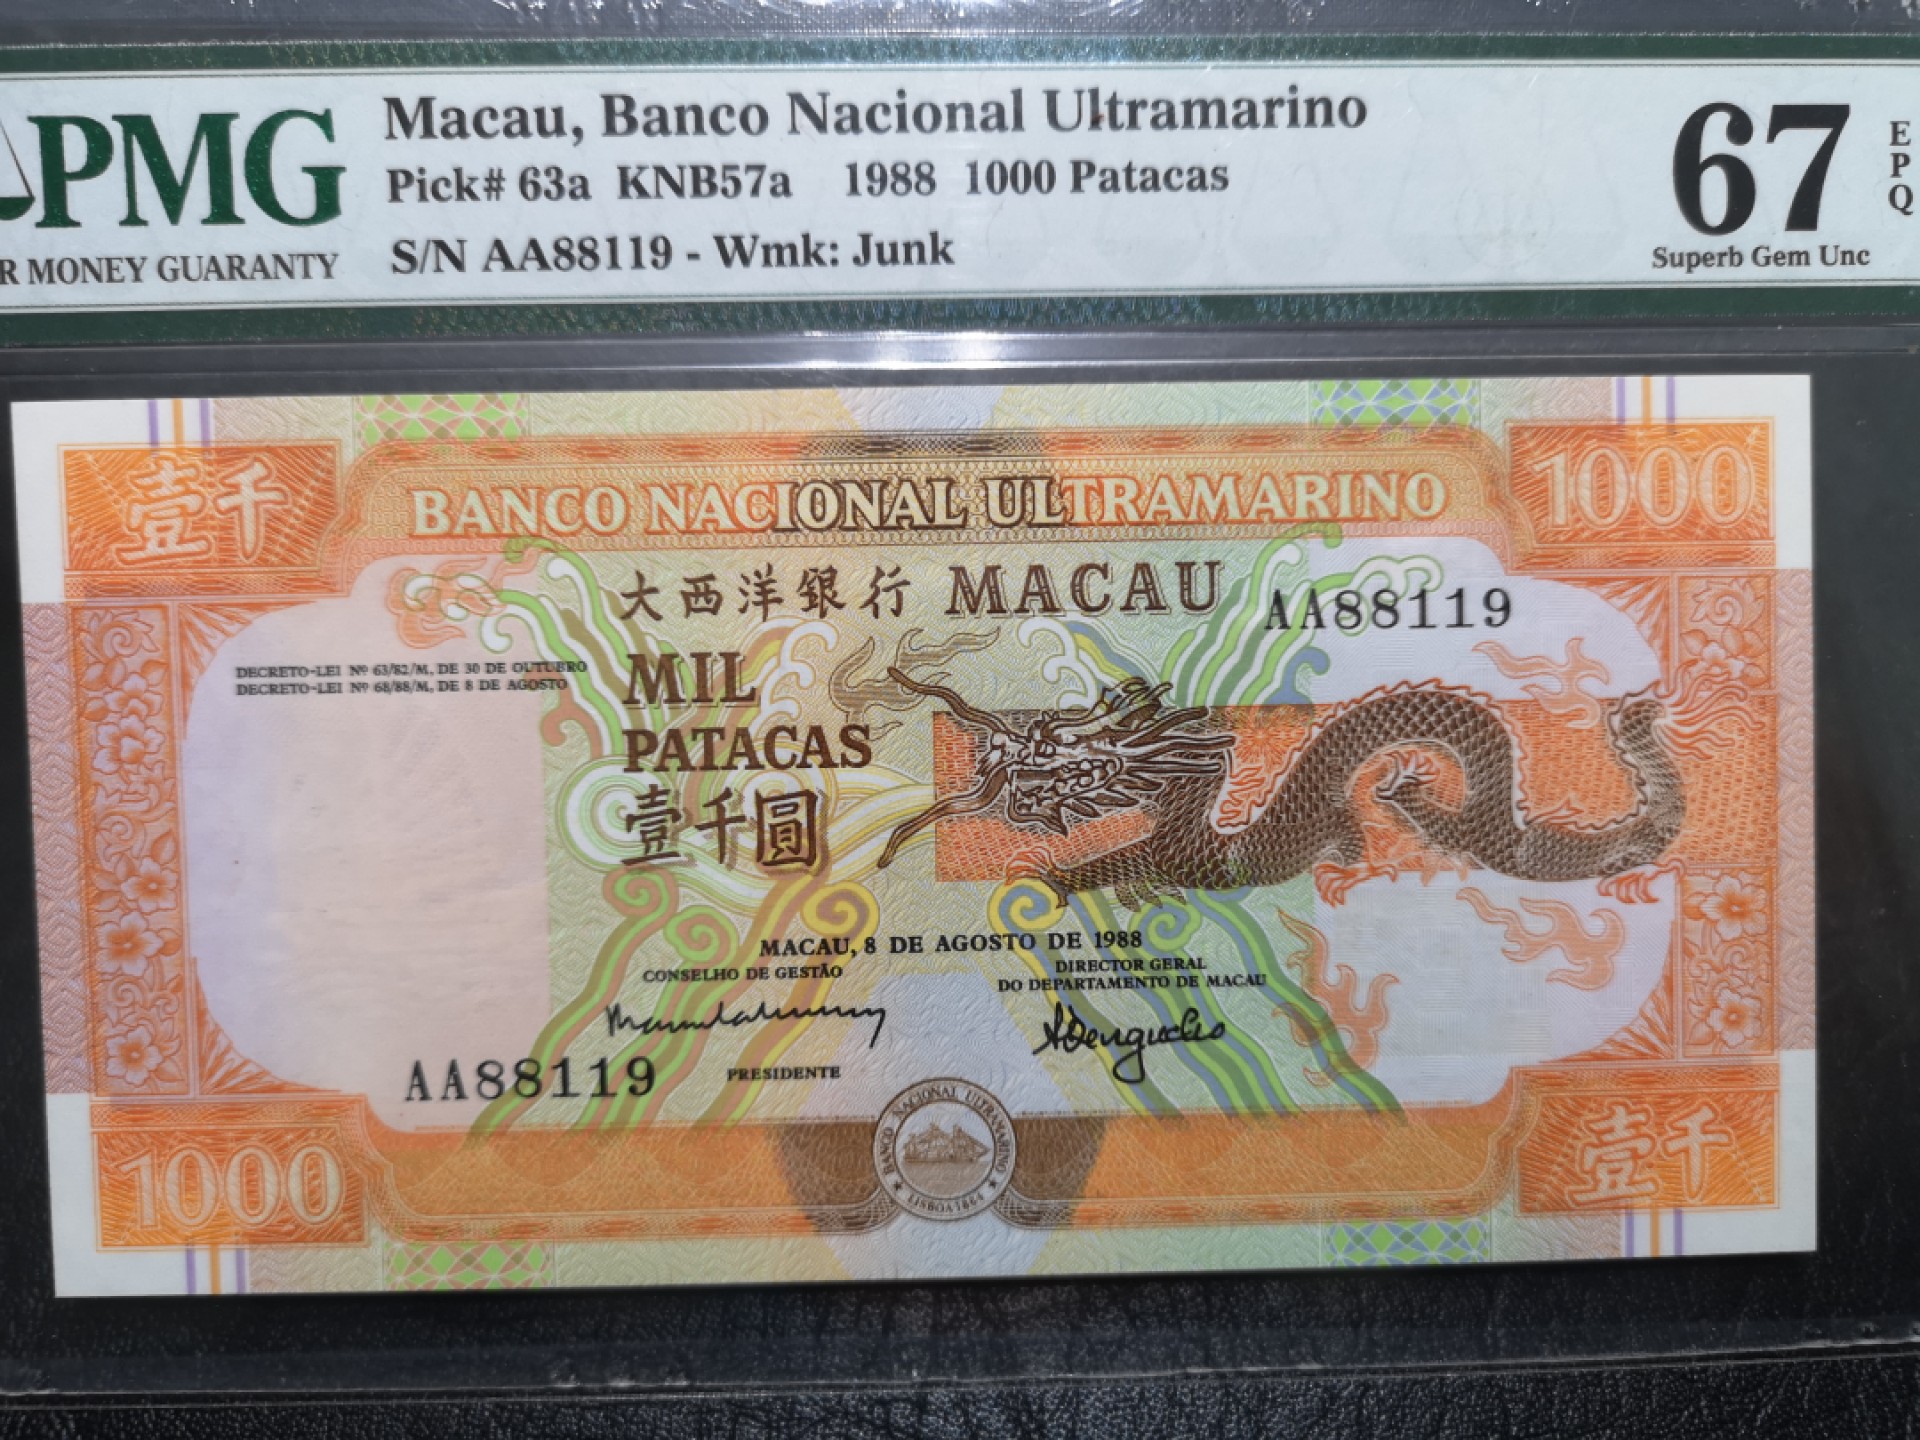 PMG
R MONEY GUARANTY
Macau, Banco Nacional Ultramarino
Pick# 63a KNB57a 1988 1000 Patacas
S/N AA88119 - Wmk: Junk
67
EPQ
Superb Gem Unc
壹千
1000
BANCO NACIONAL ULTRAMARINO
大西洋銀行 MACAU
AA88119
DECRETO-LEI Nº 63/82/M, DE 30 DE OUTUBRO
DECRETO-LEI Nº 68/88/M, DE 8 DE AGOSTO
MIL
PATACAS
壹千圓
MACAU, 8 DE AGOSTO DE 1988
CONSELHO DE GESTÃO
DIRECTOR GERAL
DO DEPARTAMENTO DE MACAU
AA88119
PRESIDENTE
BANCO NACIONAL ULTRAMARINO
LISBOA 1864
1000
壹千